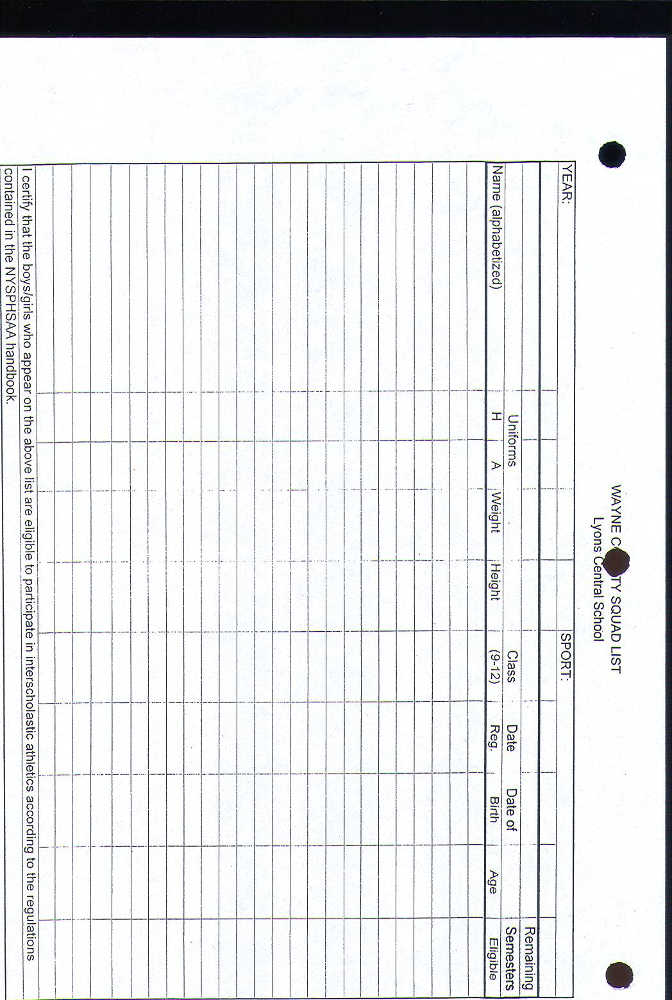 WAYNE C TY SQUAD LIST
Lyons Central School
YEAR: SPORT:
Remaining
Uniforms Class Date Date of Semesters
Name (alphabetized) H A Weight Height (9-12) Reg. Birth Age Eligible
I certify that the boys/girls who appear on the above list are eligible to participate in interscholastic athletics according to the regulations
contained in the NYSPHSAA handbook.